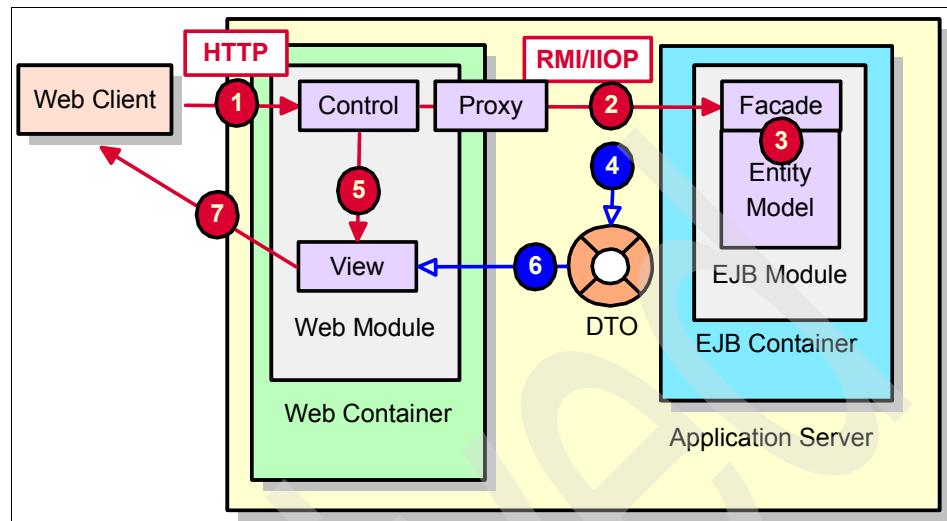 HTTP
RMI/IIOP
Web Client
1
Control
Proxy
2
Facade
3
4
Entity
Model
5
7
View
6
EJB Module
Web Module
DTO
EJB Container
Web Container
Application Server